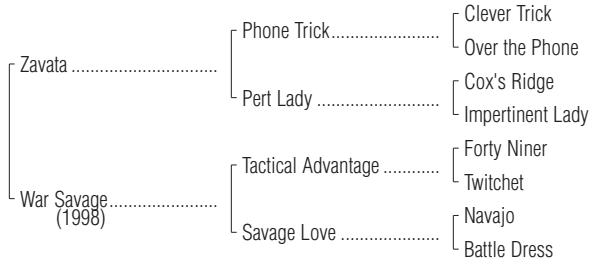 Clever Trick
Phone Trick........................
Over the Phone
Zavata ................................
Cox's Ridge
Pert Lady ...........................
Impertinent Lady
Forty Niner
Tactical Advantage ............
Twitchet
War Savage........................
(1998)
Navajo
Savage Love ......................
Battle Dress